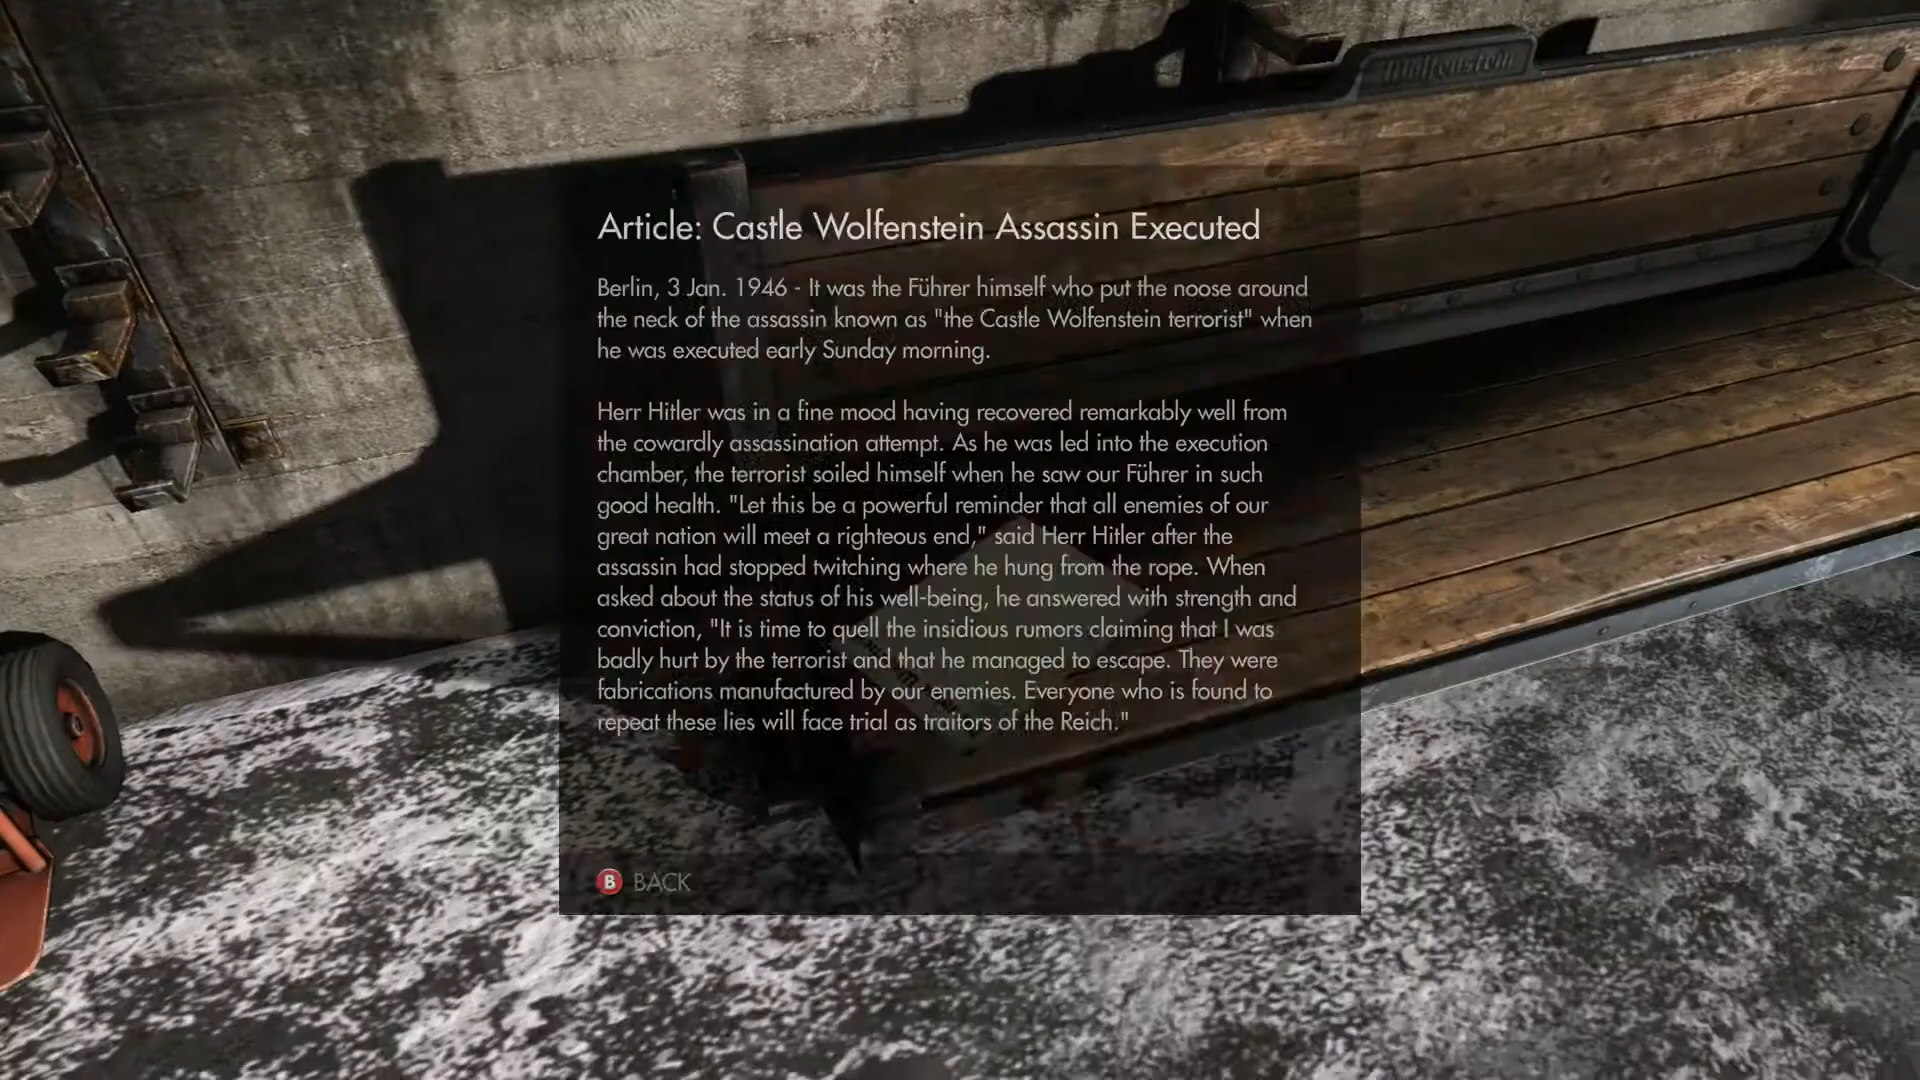 Wolfenstein
Article: Castle Wolfenstein Assassin Executed
Berlin, 3 Jan. 1946 - It was the Führer himself who put the noose around
the neck of the assassin known as "the Castle Wolfenstein terrorist" when
he was executed early Sunday morning.
Herr Hitler was in a fine mood having recovered remarkably well from
the cowardly assassination attempt. As he was led into the execution
chamber, the terrorist soiled himself when he saw our Führer in such
good health. "Let this be a powerful reminder that all enemies of our
great nation will meet a righteous end," said Herr Hitler after the
assassin had stopped twitching where he hung from the rope. When
asked about the status of his well-being, he answered with strength and
conviction, "It is time to quell the insidious rumors claiming that I was
badly hurt by the terrorist and that he managed to escape. They were
fabrications manufactured by our enemies. Everyone who is found to
repeat these lies will face trial as traitors of the Reich."
B BACK